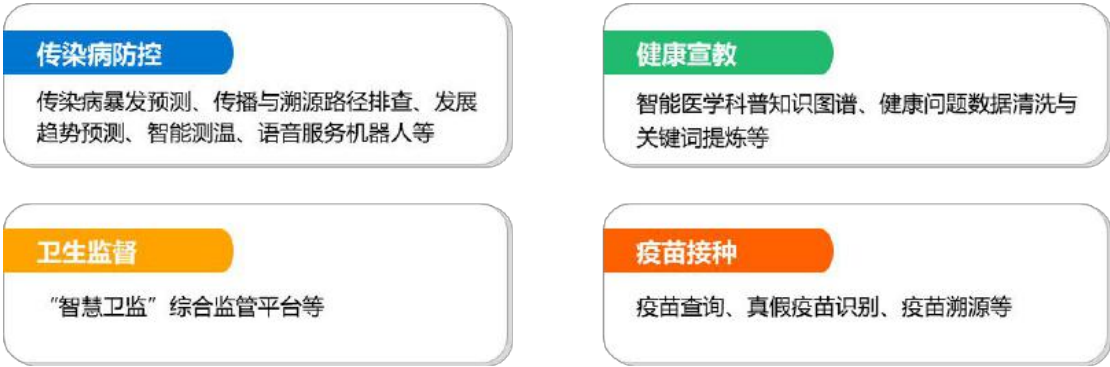 传染病防控
传染病暴发预测、传播与溯源路径排查、发展
趋势预测、智能测温、语音服务机器人等
健康宣教
智能医学科普知识图谱、健康问题数据清洗与
关键词提炼等
卫生监督
“智慧卫监”综合监管平台等
疫苗接种
疫苗查询、真假疫苗识别、疫苗溯源等